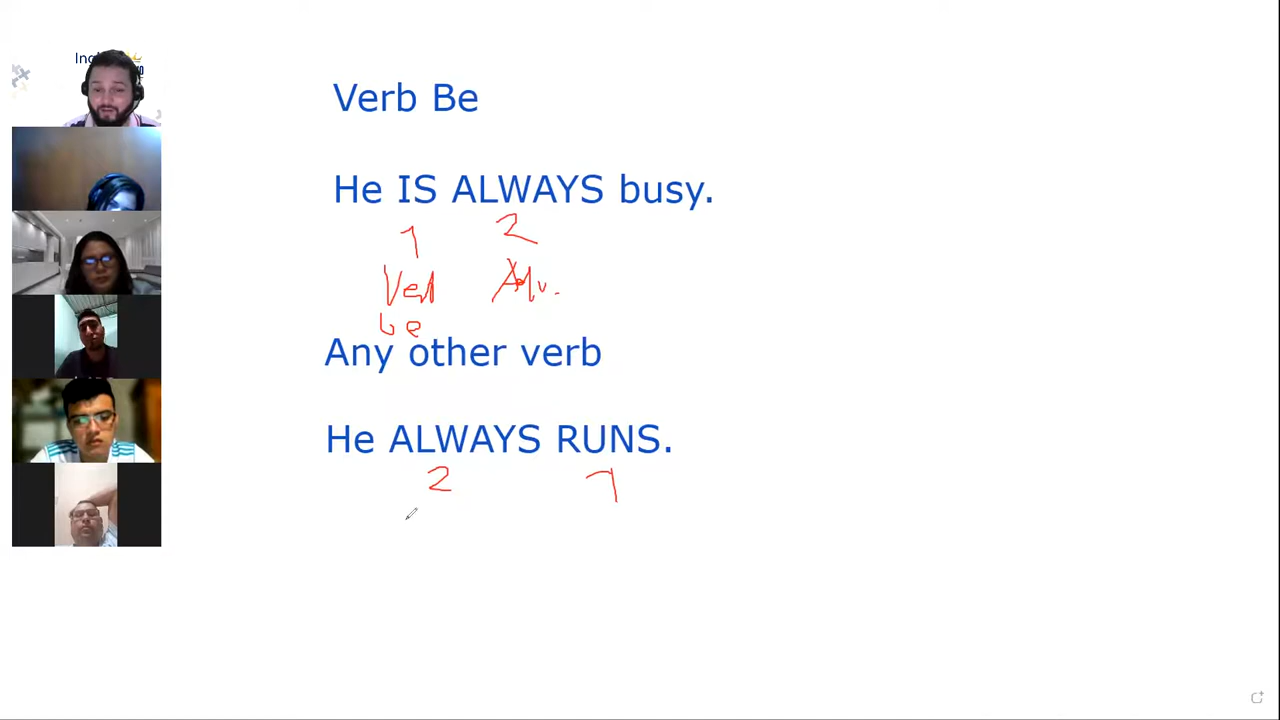 Verb Be
He IS ALWAYS busy.
1 2
Verb Adv.
be
Any other verb
He ALWAYS RUNS.
2 1